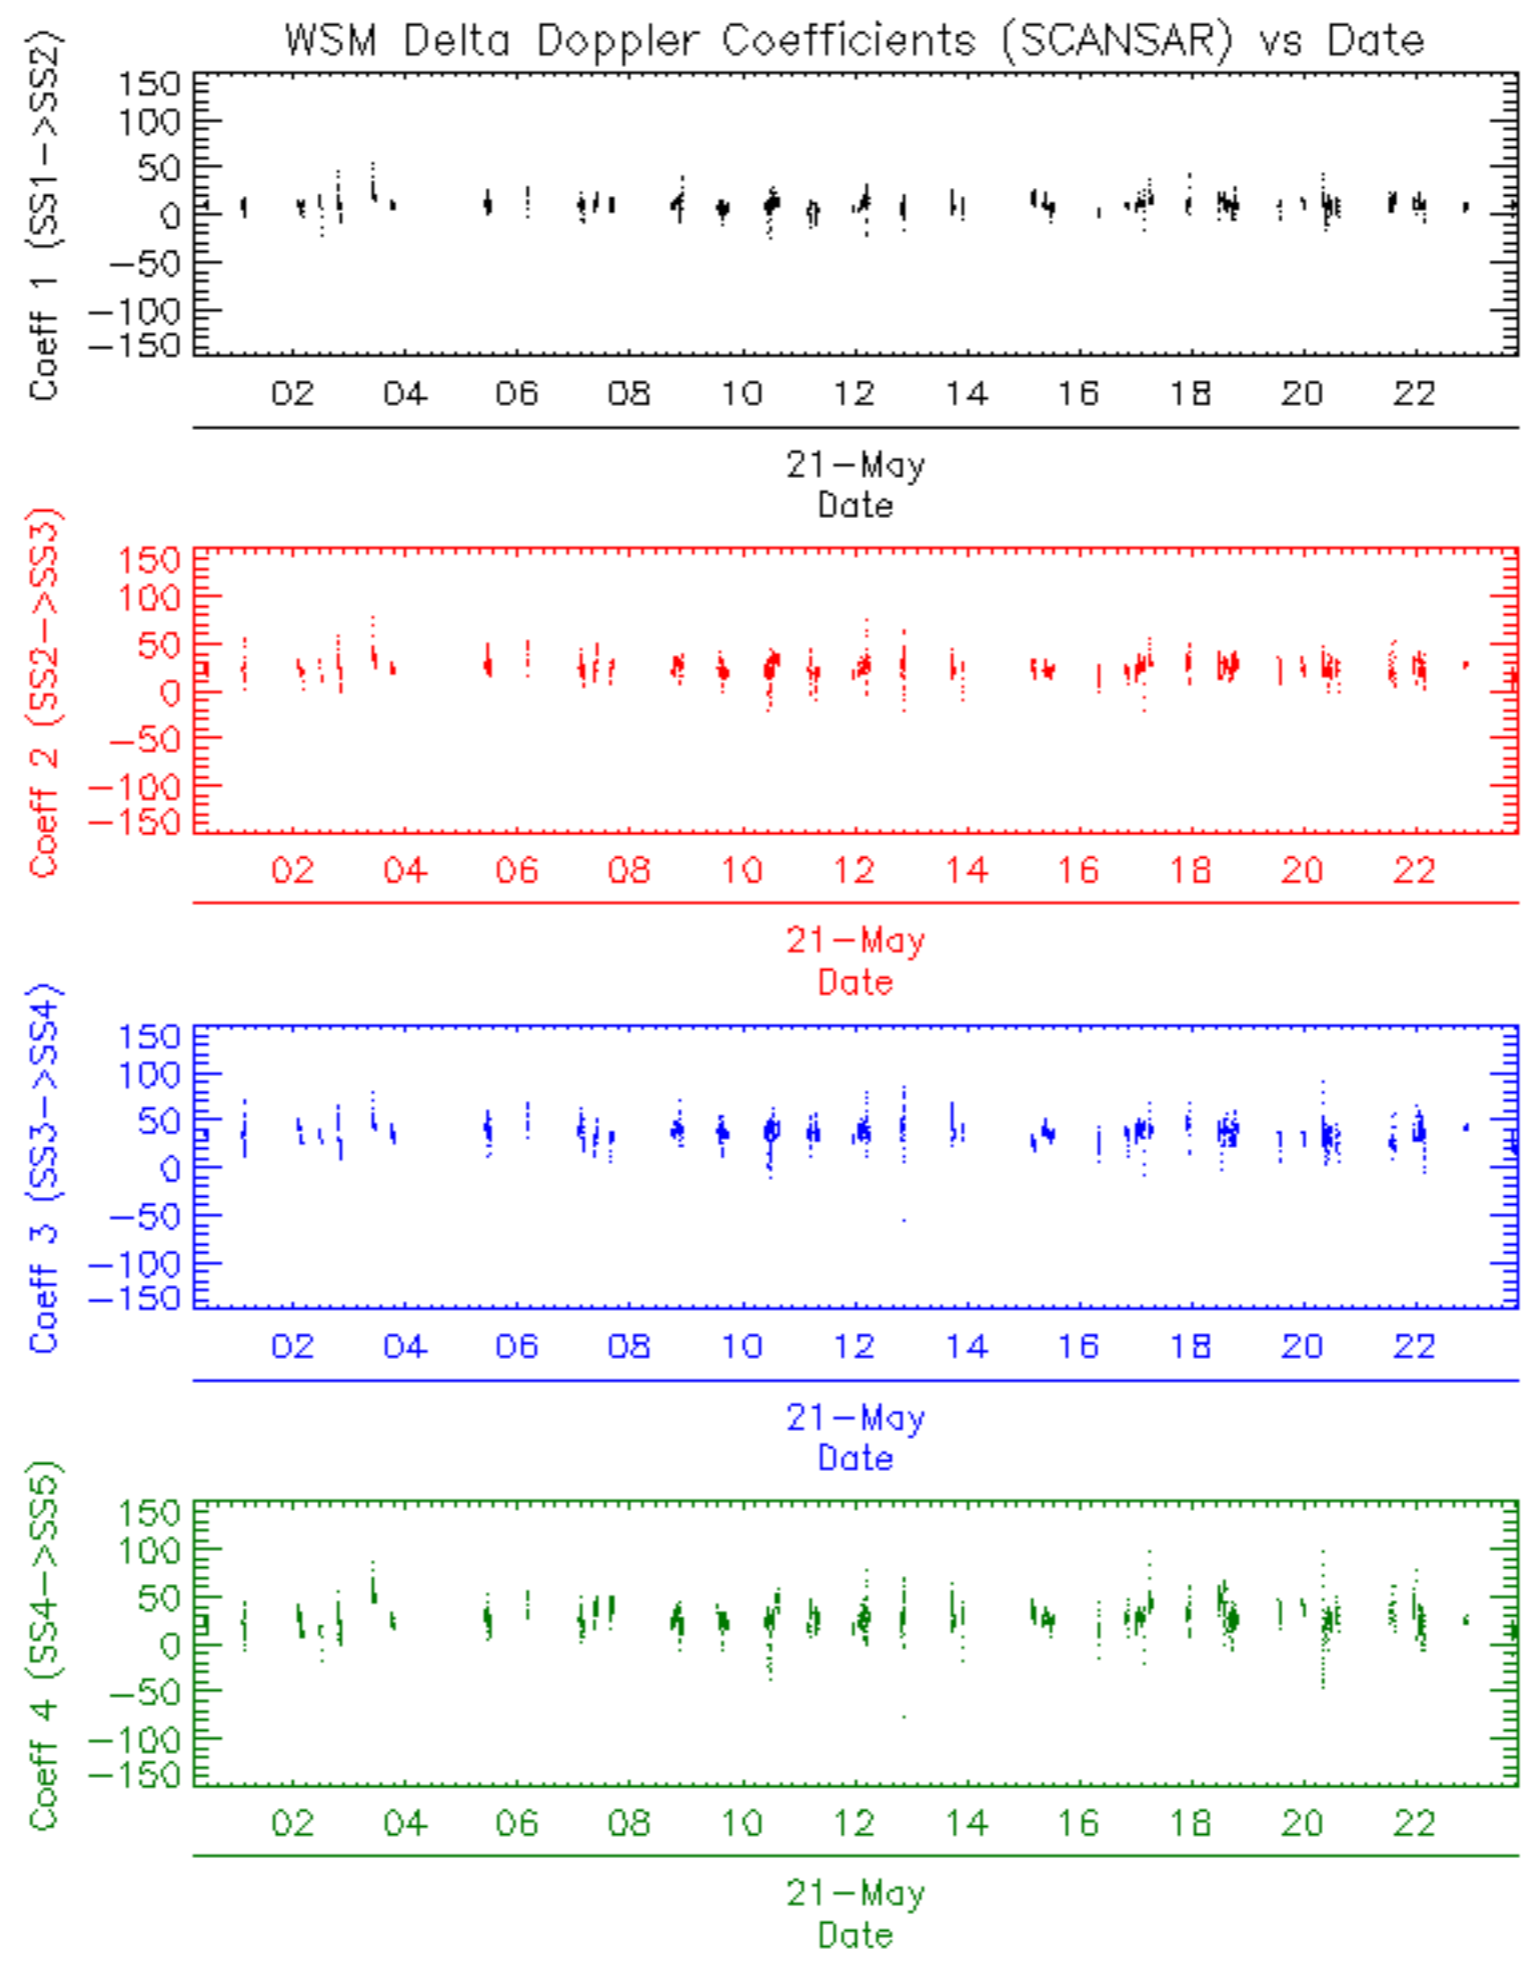 WSM Delta Doppler Coefficients (SCANSAR) vs Date
Coeff 1 (SS1->SS2)
150
100
50
0
-50
-100
-150
02 04 06 08 10 12 14 16 18 20 22
21-May
Date
Coeff 2 (SS2->SS3)
150
100
50
0
-50
-100
-150
02 04 06 08 10 12 14 16 18 20 22
21-May
Date
Coeff 3 (SS3->SS4)
150
100
50
0
-50
-100
-150
02 04 06 08 10 12 14 16 18 20 22
21-May
Date
Coeff 4 (SS4->SS5)
150
100
50
0
-50
-100
-150
02 04 06 08 10 12 14 16 18 20 22
21-May
Date